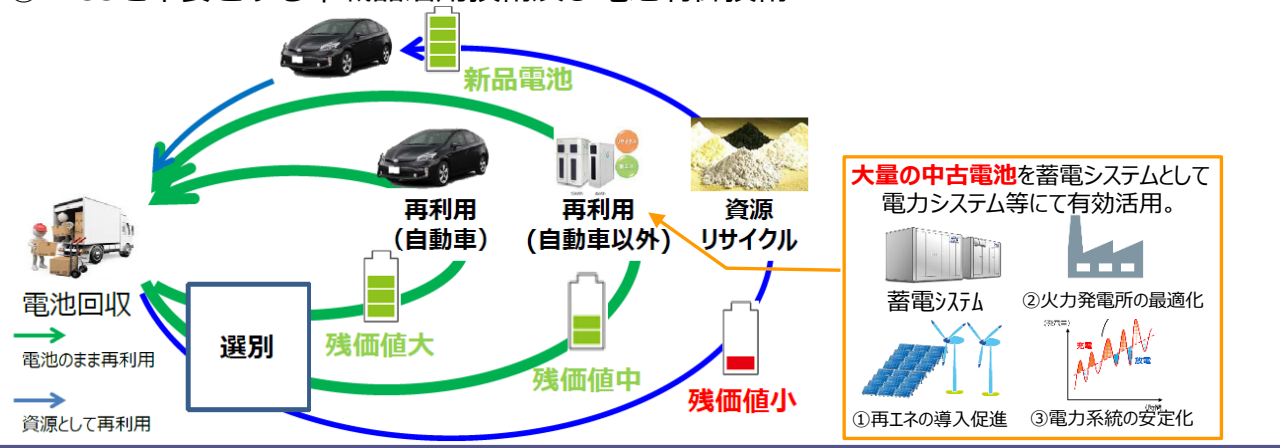 新品電池
再利用
（自動車）
再利用
（自動車以外）
資源
リサイクル
電池回収
電池のまま再利用
資源として再利用
選別
残価値大
残価値中
残価値小
大量の中古電池を蓄電システムとして
電力システム等にて有効活用。
蓄電システム
②火力発電所の最適化
充電
放電
①再エネの導入促進
③電力系統の安定化